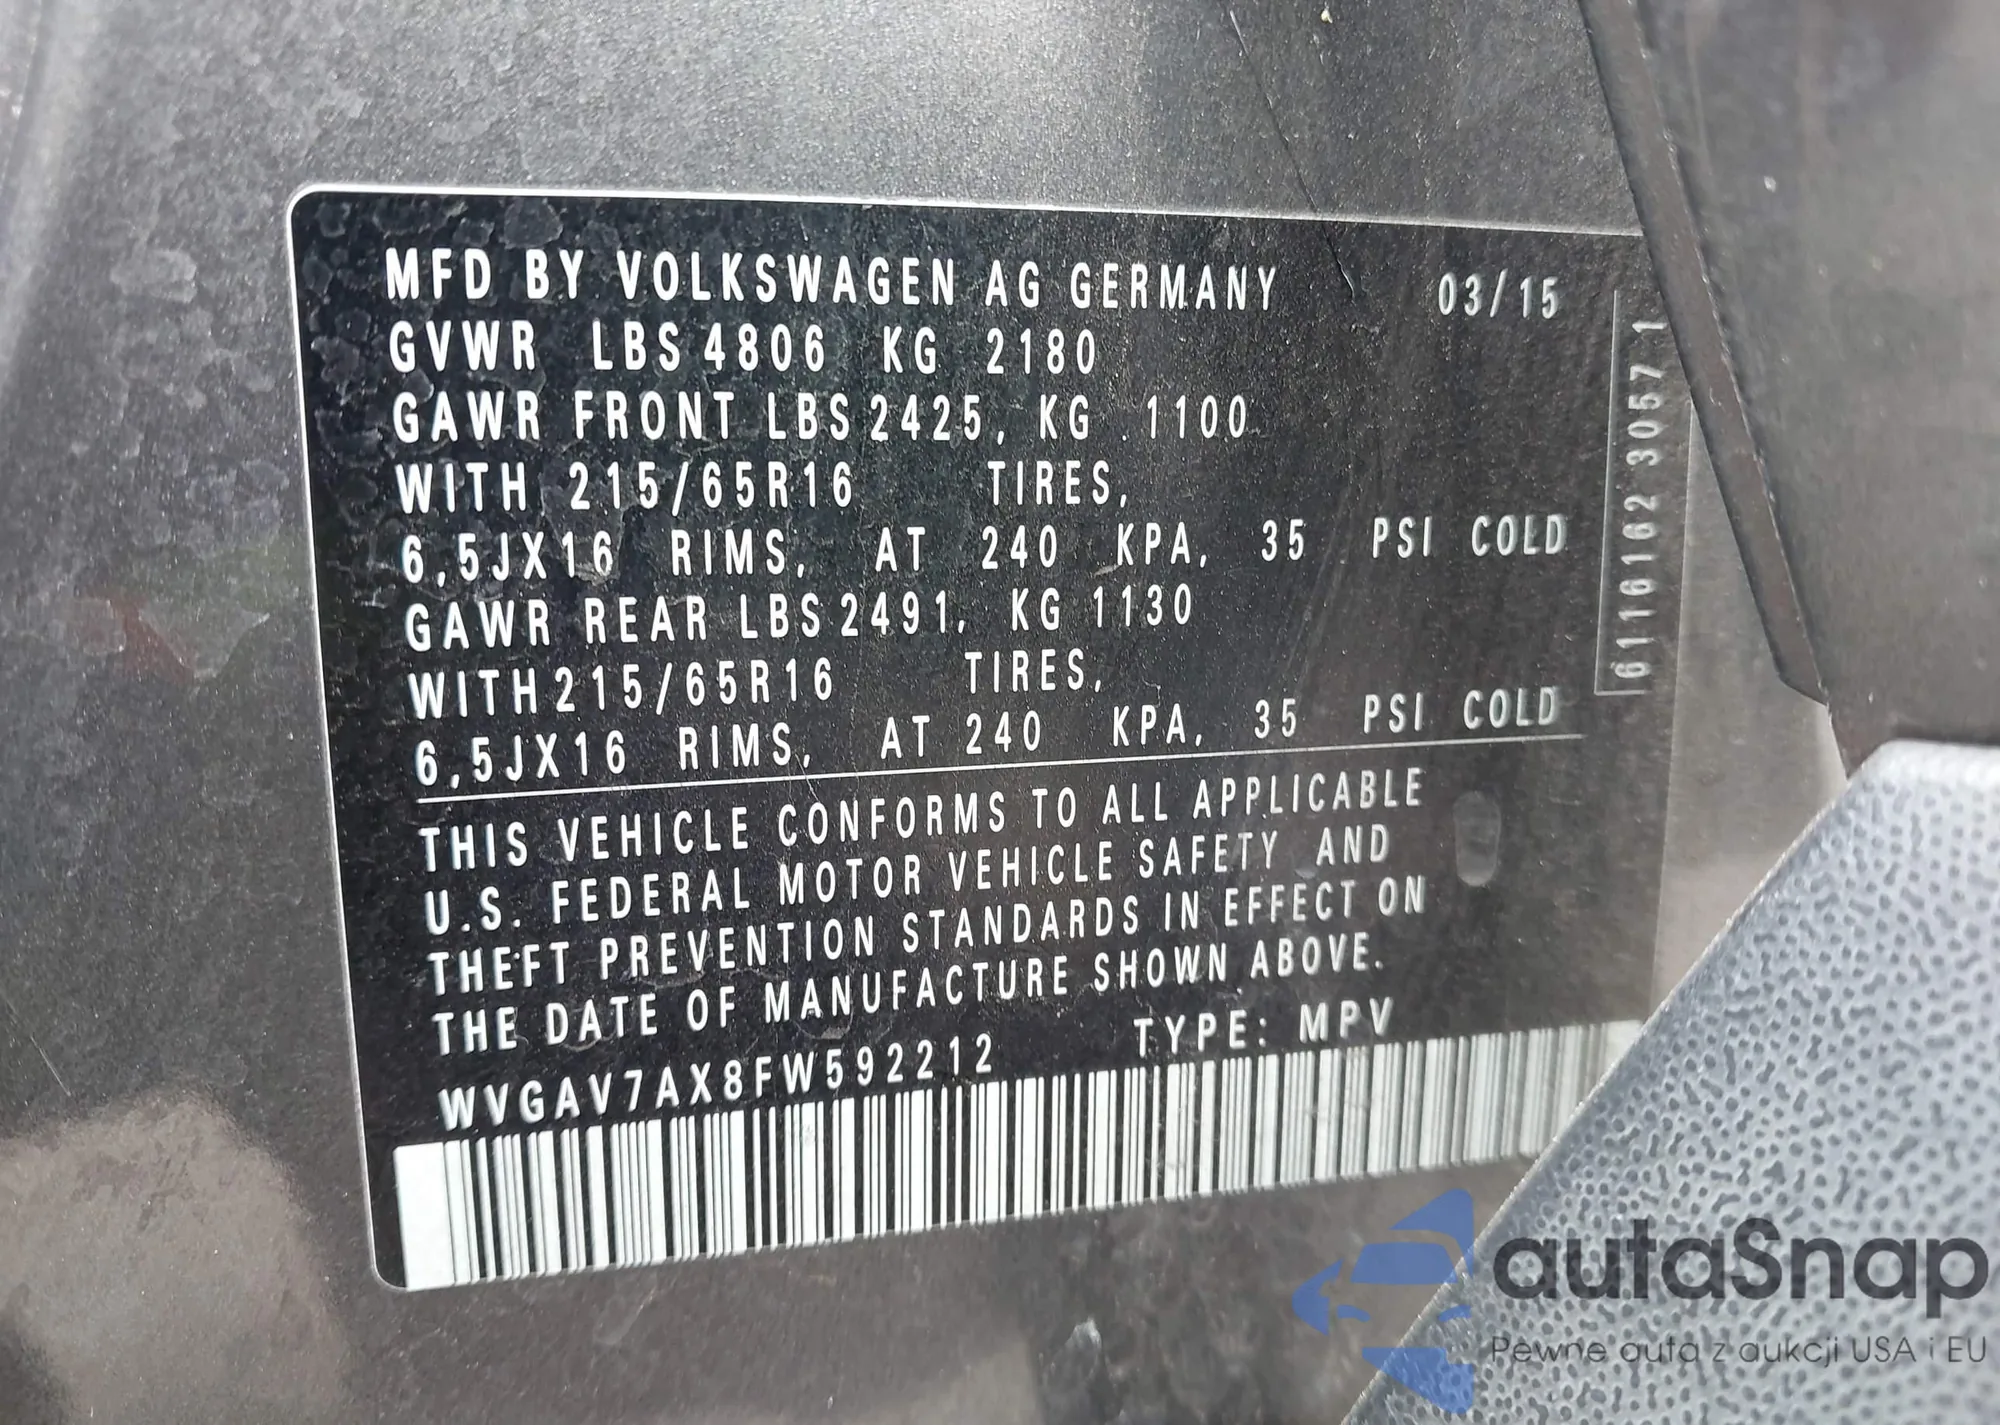 MFD BY VOLKSWAGEN AG GERMANY 03/15
GVWR LBS 4806 KG 2180
GAWR FRONT LBS 2425, KG 1100
WITH 215/65R16 TIRES,
6,5JX16 RIMS, AT 240 KPA, 35 PSI COLD
GAWR REAR LBS 2491, KG 1130
WITH 215/65R16 TIRES,
6,5JX16 RIMS, AT 240 KPA, 35 PSI COLD
THIS VEHICLE CONFORMS TO ALL APPLICABLE
U.S. FEDERAL MOTOR VEHICLE SAFETY AND
THEFT PREVENTION STANDARDS IN EFFECT ON
THE DATE OF MANUFACTURE SHOWN ABOVE.
WVGAV7AX8FW592212 TYPE: MPV
6116162 3057 1
autaSnap
Pewne auta z aukcji USA i EU